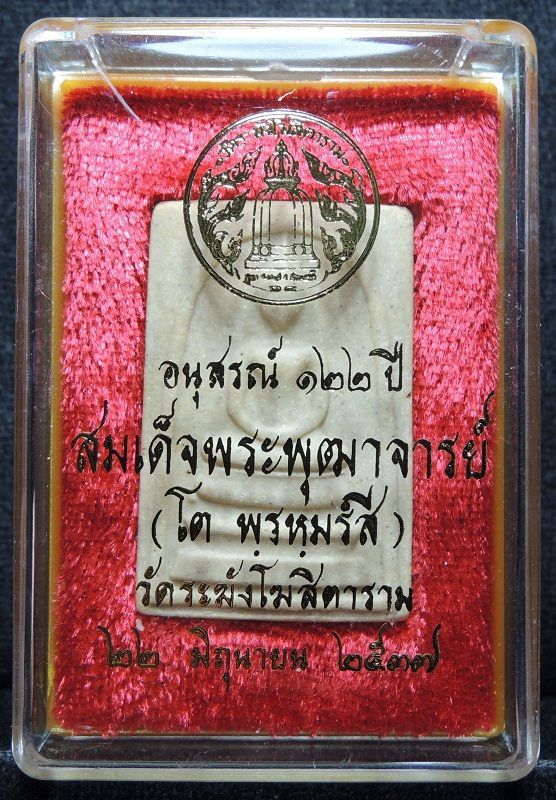 อนุสรณ์ ๑๒๒ ปี
สมเด็จพระพุฒาจารย์
(โต พรหมรังสี)
วัดระฆังโฆสิตาราม
๒๒ มิถุนายน ๒๕๓๗